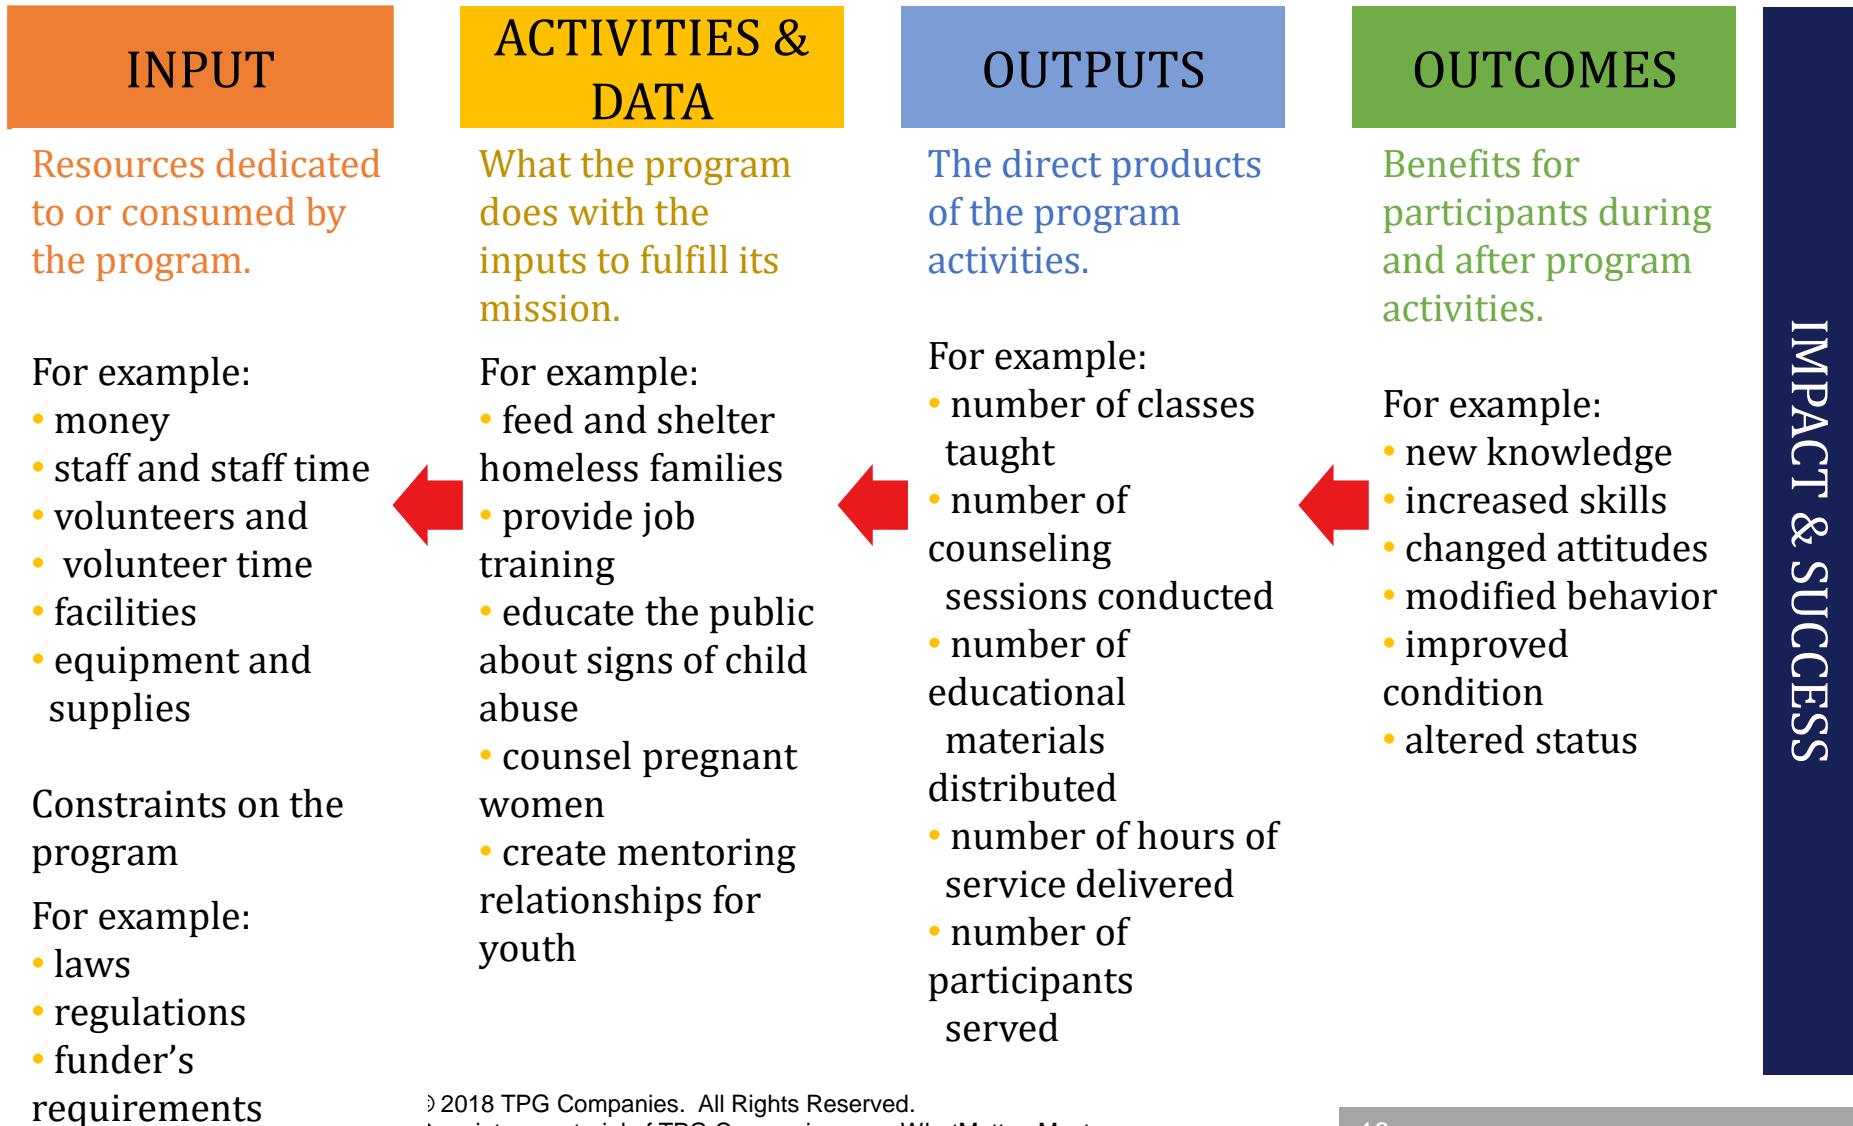 INPUT
Resources dedicated
to or consumed by
the program.
For example:
• money
• staff and staff time
• volunteers and
• volunteer time
• facilities
• equipment and
supplies
Constraints on the
program
For example:
• laws
• regulations
• funder’s
requirements
ACTIVITIES &
DATA
What the program
does with the
inputs to fulfill its
mission.
For example:
• feed and shelter
homeless families
• provide job
training
• educate the public
about signs of child
abuse
• counsel pregnant
women
• create mentoring
relationships for
youth
OUTPUTS
The direct products
of the program
activities.
For example:
• number of classes
taught
• number of
counseling
sessions conducted
• number of
educational
materials
distributed
• number of hours of
service delivered
• number of
participants
served
OUTCOMES
Benefits for
participants during
and after program
activities.
For example:
• new knowledge
• increased skills
• changed attitudes
• modified behavior
• improved
condition
• altered status
IMPACT & SUCCESS
© 2018 TPG Companies. All Rights Reserved.